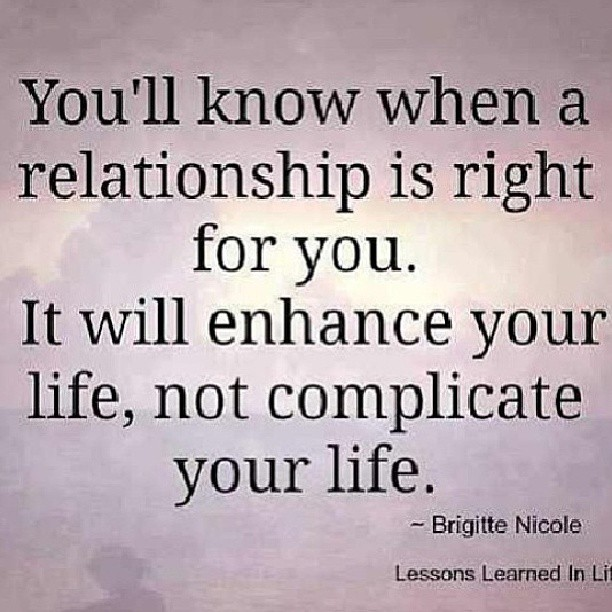 You'll know when a
relationship is right
for you.
It will enhance your
life, not complicate
your life.
~ Brigitte Nicole
Lessons Learned In Lif